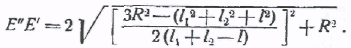 E″E′ = 2 √[ [ (3R² − (l₁² + l₂² + l²)) / (2(l₁ + l₂ − l)) ]² + R² ] .